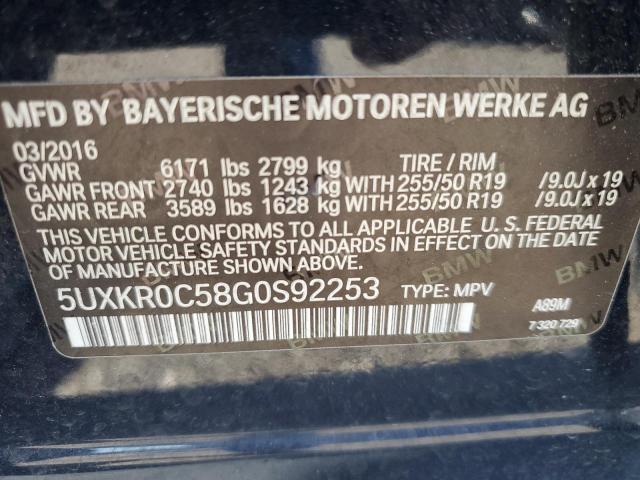 MFD BY BAYERISCHE MOTOREN WERKE AG
03/2016
GVWR 6171 lbs 2799 kg TIRE / RIM
GAWR FRONT 2740 lbs 1243 kg WITH 255/50 R19 /9.0J x 19
GAWR REAR 3589 lbs 1628 kg WITH 255/50 R19 /9.0J x 19
THIS VEHICLE CONFORMS TO ALL APPLICABLE U. S. FEDERAL
MOTOR VEHICLE SAFETY STANDARDS IN EFFECT ON THE DATE
OF MANUFACTURE SHOWN ABOVE.
5UXKR0C58G0S92253 TYPE: MPV A89M
7 320 729